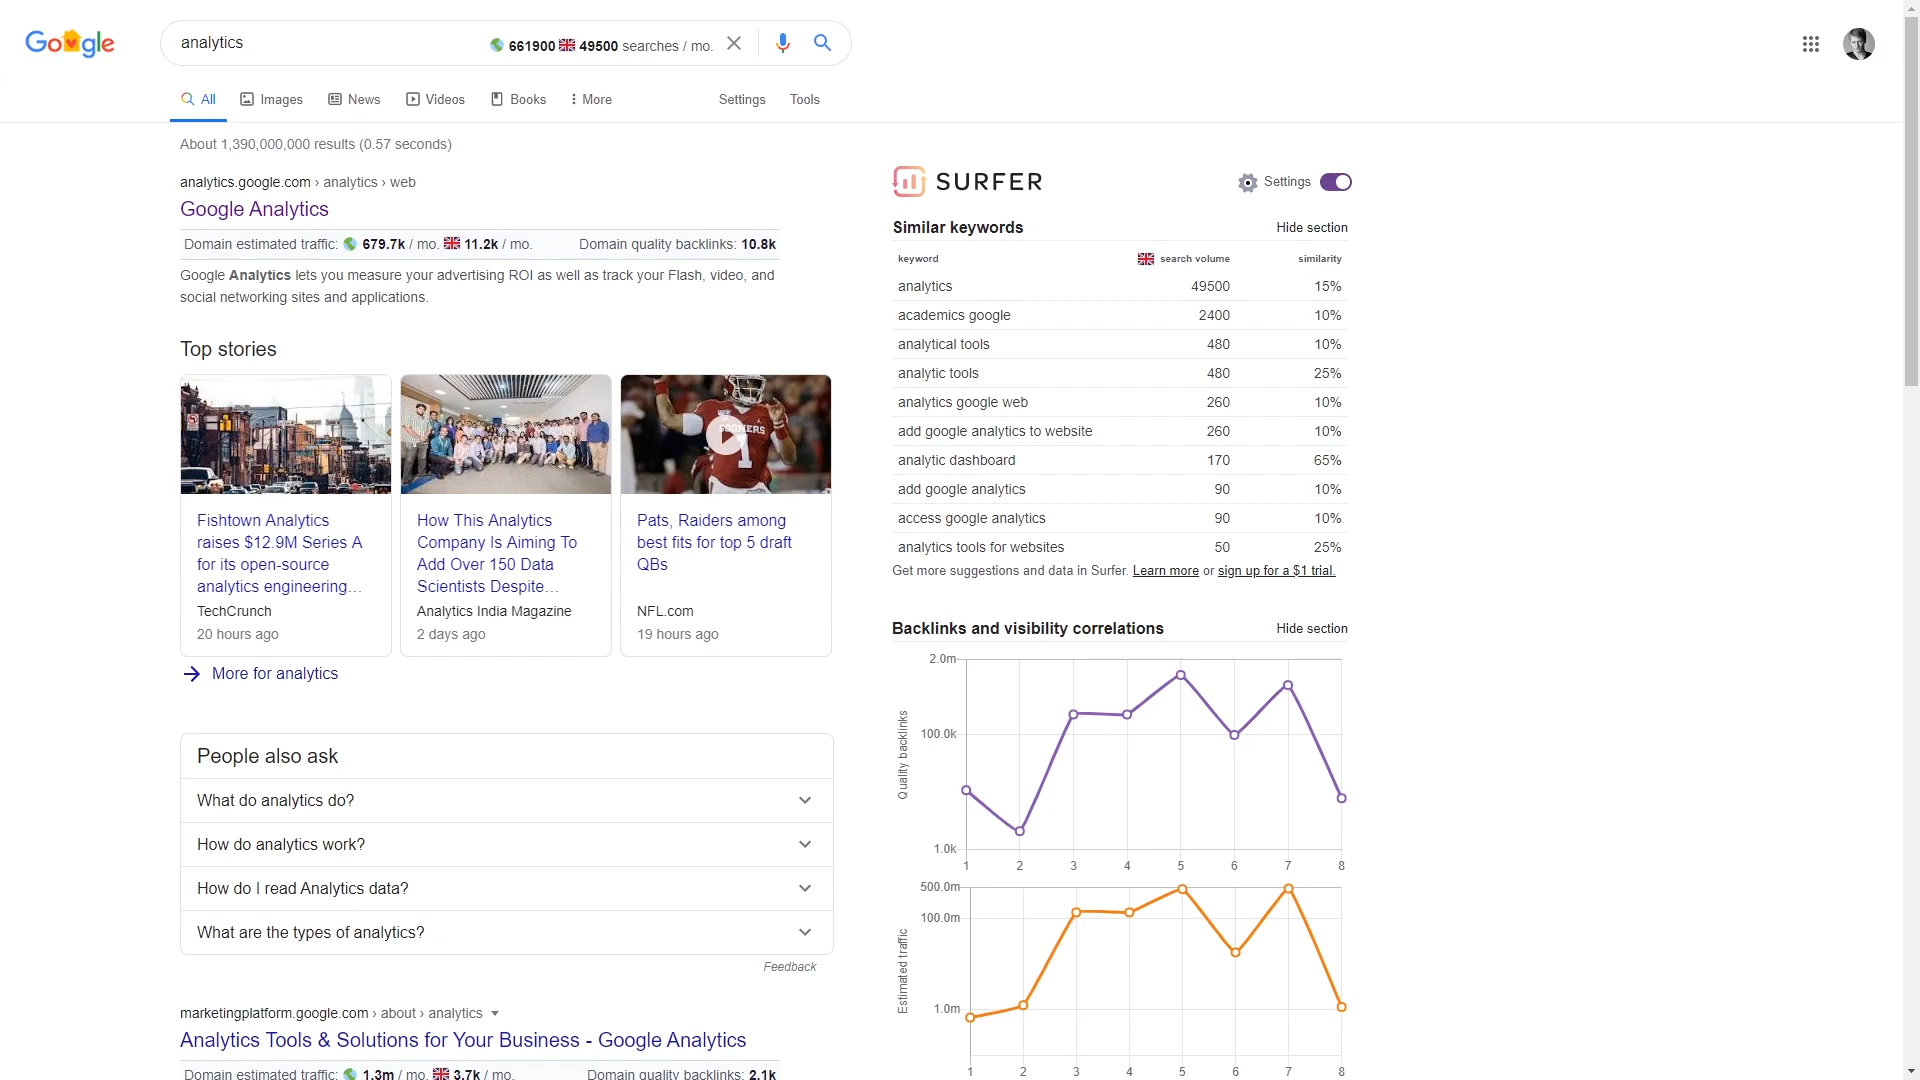 Google
analytics
661900 49500 searches / mo.
All
Images
News
Videos
Books
More
Settings
Tools
About 1,390,000,000 results (0.57 seconds)
analytics.google.com › analytics › web
Google Analytics
Domain estimated traffic: 679.7k / mo. 11.2k / mo. Domain quality backlinks: 10.8k
Google Analytics lets you measure your advertising ROI as well as track your Flash, video, and
social networking sites and applications.
Top stories
SOONERS
1
Fishtown Analytics
raises $12.9M Series A
for its open-source
analytics engineering...
TechCrunch
20 hours ago
How This Analytics
Company Is Aiming To
Add Over 150 Data
Scientists Despite...
Analytics India Magazine
2 days ago
Pats, Raiders among
best fits for top 5 draft
QBs
NFL.com
19 hours ago
More for analytics
People also ask
What do analytics do?
How do analytics work?
How do I read Analytics data?
What are the types of analytics?
Feedback
marketingplatform.google.com › about › analytics
Analytics Tools & Solutions for Your Business - Google Analytics
Domain estimated traffic: 1.3m / mo. 3.7k / mo. Domain quality backlinks: 2.1k
SURFER
Settings
Similar keywords Hide section
keyword search volume similarity
analytics 49500 15%
academics google 2400 10%
analytical tools 480 10%
analytic tools 480 25%
analytics google web 260 10%
add google analytics to website 260 10%
analytic dashboard 170 65%
add google analytics 90 10%
access google analytics 90 10%
analytics tools for websites 50 25%
Get more suggestions and data in Surfer. Learn more or sign up for a $1 trial.
Backlinks and visibility correlations Hide section
2.0m
100.0k
1.0k
Quality backlinks
1 2 3 4 5 6 7 8
500.0m
100.0m
1.0m
Estimated traffic
1 2 3 4 5 6 7 8